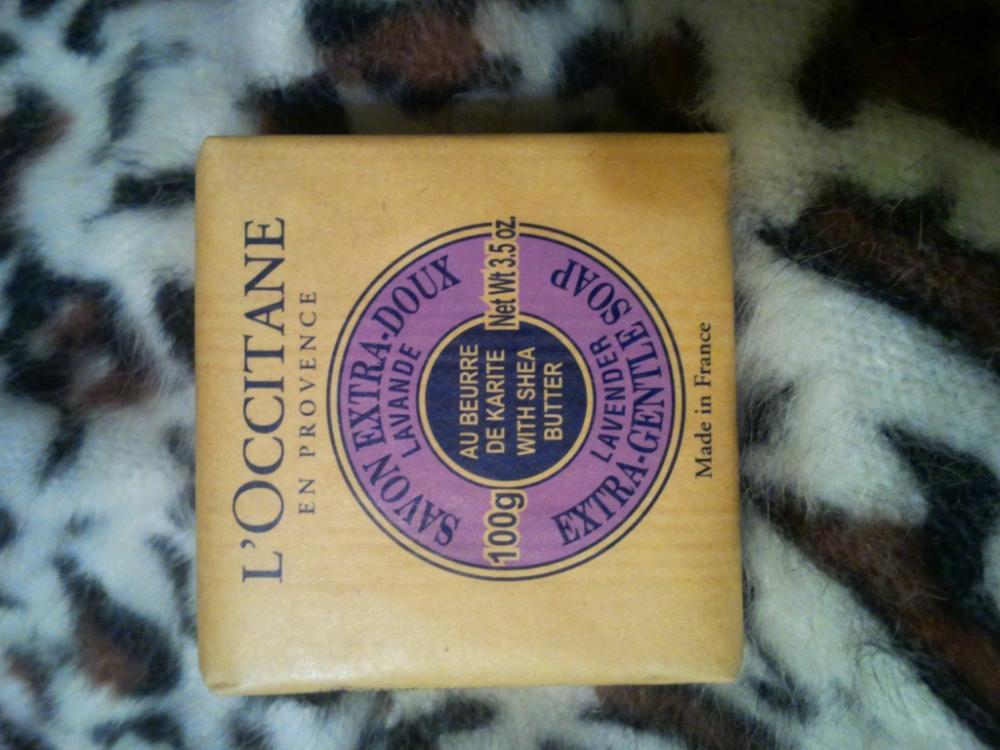 L'OCCITANE
EN PROVENCE
SAVON EXTRA-DOUX
LAVANDE
100g
AU BEURRE
DE KARITE
WITH SHEA
BUTTER
Net Wt 3.5 oz.
LAVENDER
EXTRA-GENTLE SOAP
Made in France